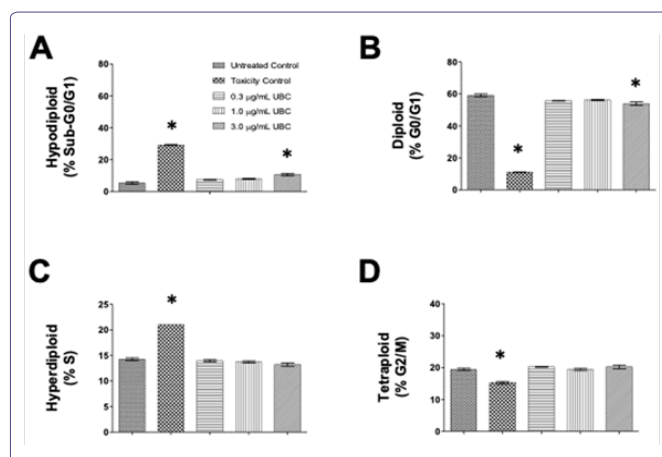 A
Hypodiploid
(% Sub-G0/G1)
80
60
40
20
0
*
*
Untreated Control
Toxicity Control
0.3 μg/mL UBC
1.0 μg/mL UBC
3.0 μg/mL UBC
B
Diploid
(% G0/G1)
80
60
40
20
0
*
*
C
Hyperdiploid
(% S)
25
20
15
10
5
0
*
D
Tetraploid
(% G2/M)
40
30
20
10
0
*